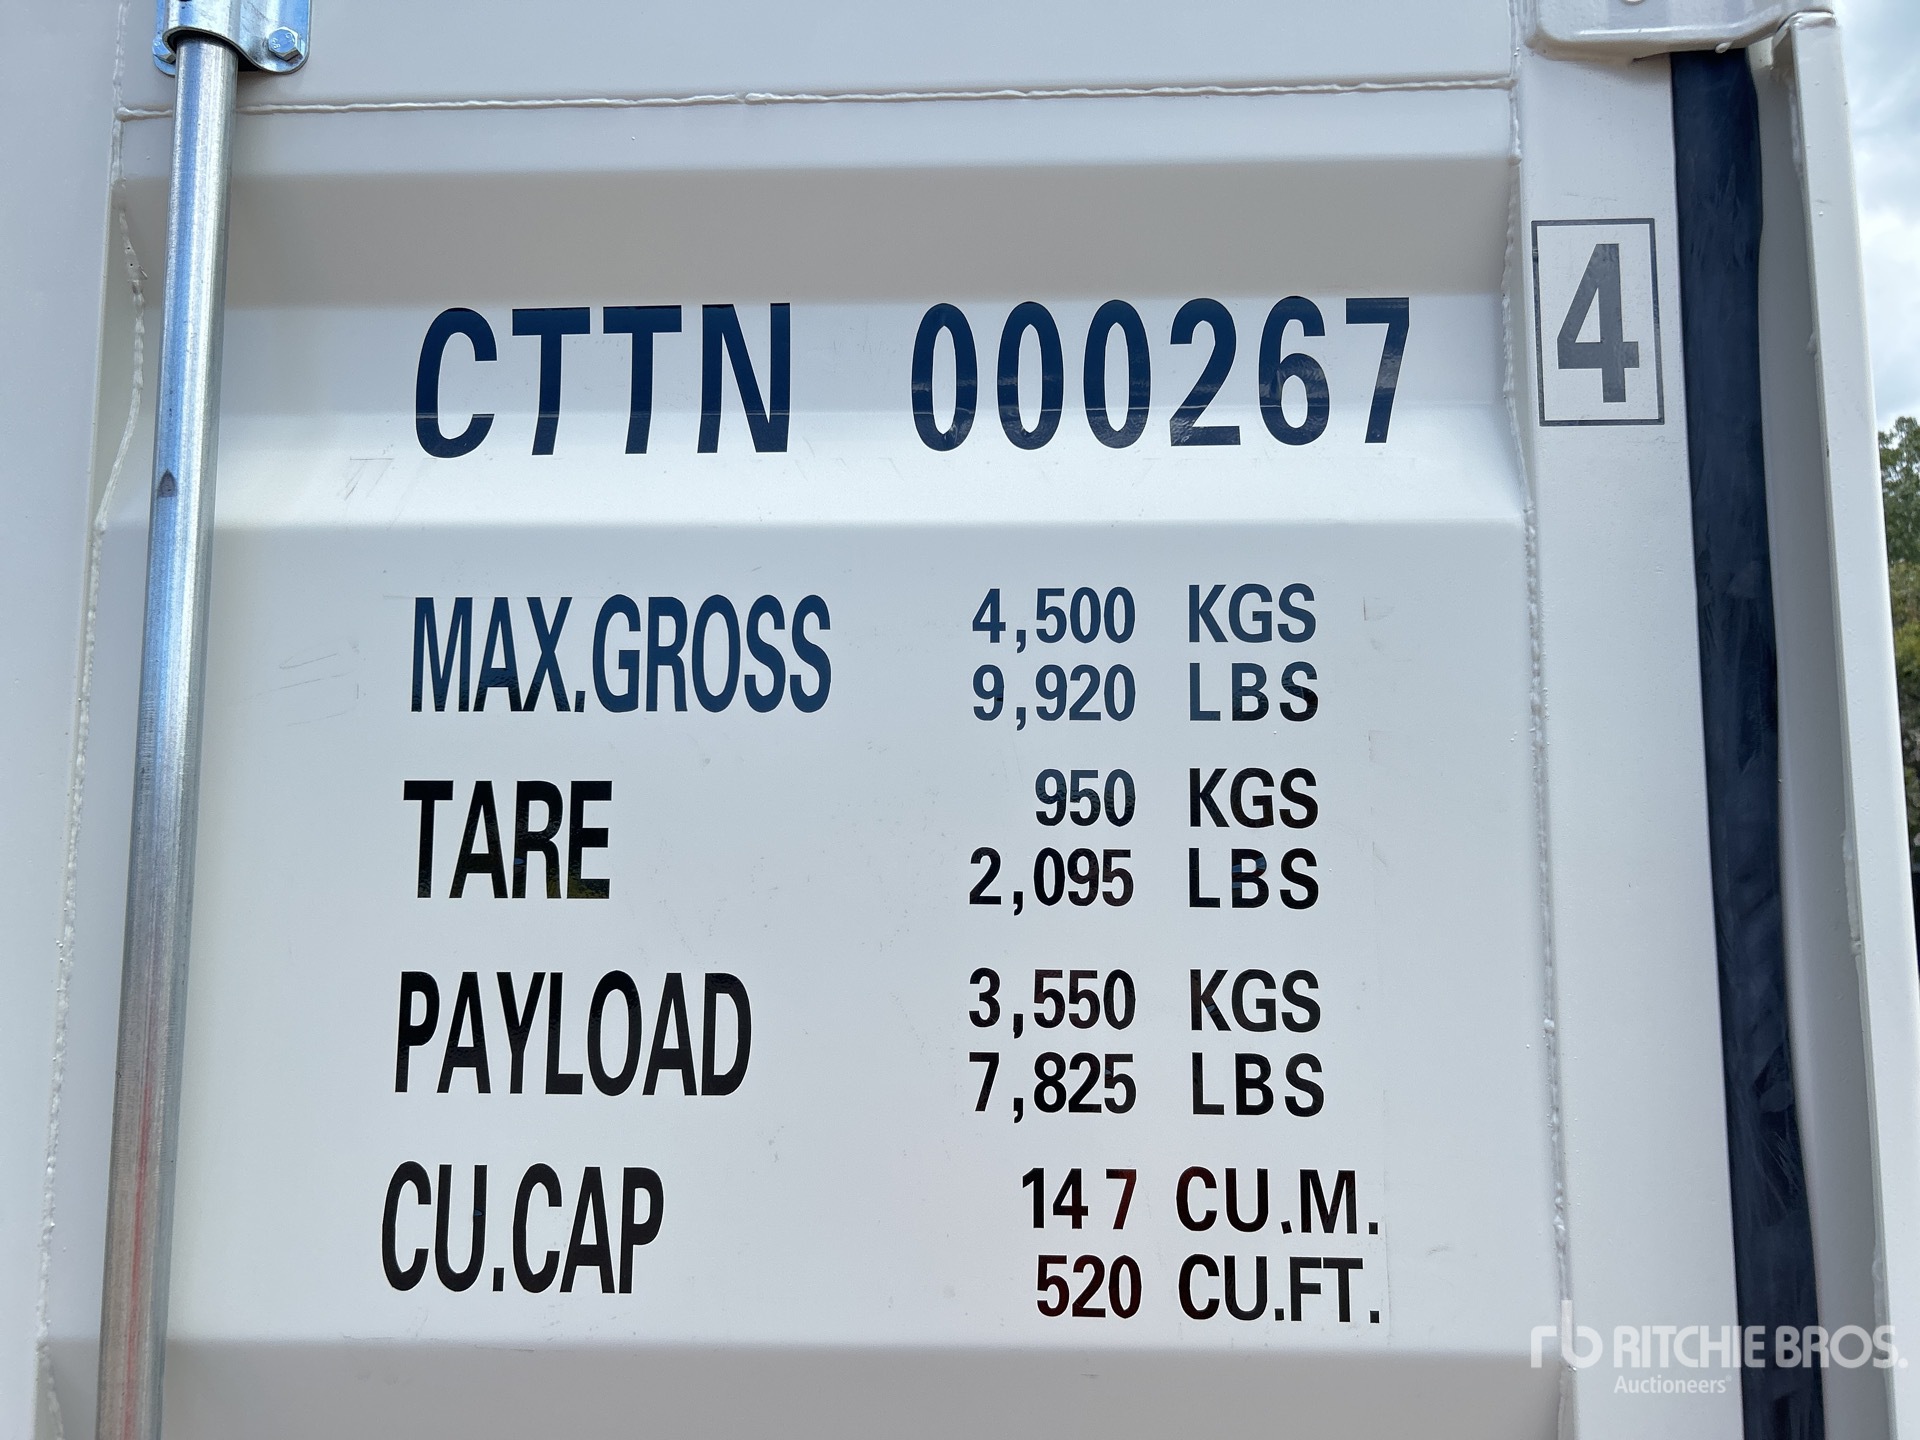 CTTN 000267 4
MAX.GROSS 4,500 KGS
9,920 LBS
TARE 950 KGS
2,095 LBS
PAYLOAD 3,550 KGS
7,825 LBS
CU.CAP 14 7 CU.M.
520 CU.FT.
rb RITCHIE BROS.
Auctioneers